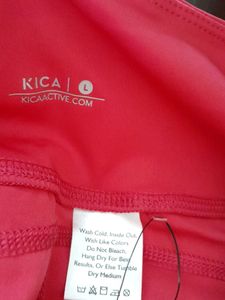 KICA | L
KICAACTIVE.COM
Wash Cold, Inside Out
Wish Like Colors
Do Not Bleach.
Hang Dry For Best
Results, Or Else Tumble
Dry Medium